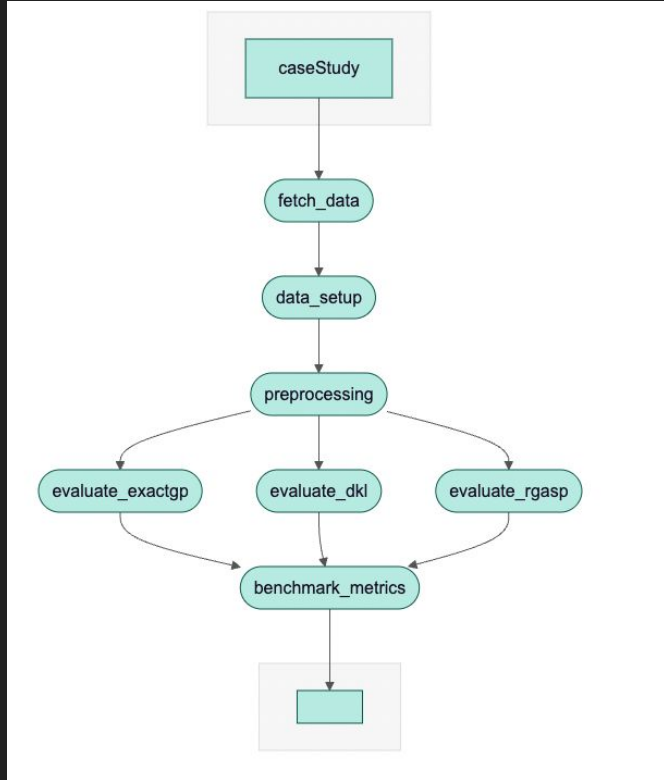 caseStudy
fetch_data
data_setup
preprocessing
evaluate_exactgp
evaluate_dkl
evaluate_rgasp
benchmark_metrics